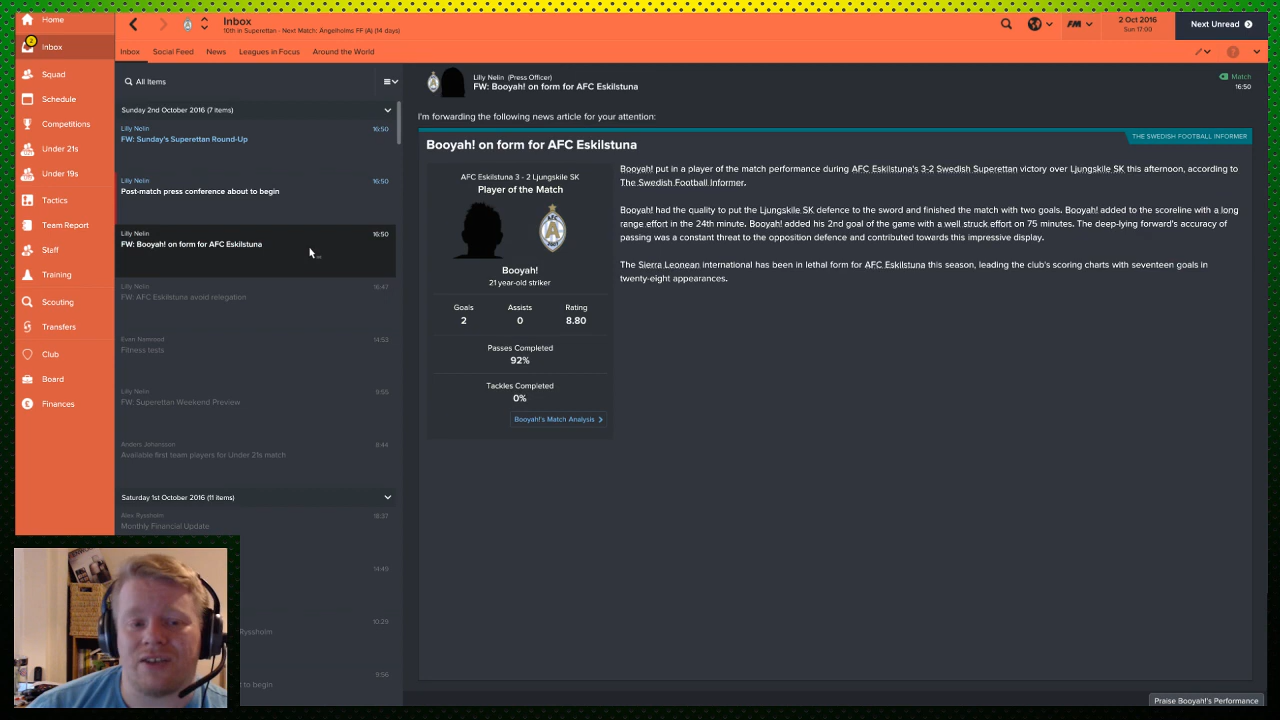 Home
Inbox
2
Squad
Schedule
Competitions
Under 21s
Under 19s
Tactics
Team Report
Staff
Training
Scouting
Transfers
Club
Board
Finances
Inbox
10th in Superettan - Next Match: Ängelholms FF (A) (14 days)
FM
2 Oct 2016
Sun 17:00
Next Unread
Inbox
Social Feed
News
Leagues in Focus
Around the World
All Items
Sunday 2nd October 2016 (7 items)
Lilly Nelin 16:50
FW: Sunday's Superettan Round-Up
Lilly Nelin 16:50
Post-match press conference about to begin
Lilly Nelin 16:50
FW: Booyah! on form for AFC Eskilstuna
Lilly Nelin 16:47
FW: AFC Eskilstuna avoid relegation
14:53
Fitness tests
Lilly Nelin 9:55
FW: Superettan Weekend Preview
Anders Johansson 8:44
Available first team players for Under 21s match
Saturday 1st October 2016 (11 items)
Alex Ryssholm 18:37
Monthly Financial Update
14:49
10:29
Ryssholm
9:56
t to begin
Lilly Nelin (Press Officer)
FW: Booyah! on form for AFC Eskilstuna
Match
16:50
I'm forwarding the following news article for your attention:
THE SWEDISH FOOTBALL INFORMER
Booyah! on form for AFC Eskilstuna
AFC Eskilstuna 3 - 2 Ljungskile SK
Player of the Match
Booyah!
21 year-old striker
Goals Assists Rating
2 0 8.80
Passes Completed
92%
Tackles Completed
0%
Booyah!'s Match Analysis
Booyah! put in a player of the match performance during AFC Eskilstuna's 3-2 Swedish Superettan victory over Ljungskile SK this afternoon, according to
The Swedish Football Informer.
Booyah! had the quality to put the Ljungskile SK defence to the sword and finished the match with two goals. Booyah! added to the scoreline with a long
range effort in the 24th minute. Booyah! added his 2nd goal of the game with a well struck effort on 75 minutes. The deep-lying forward's accuracy of
passing was a constant threat to the opposition defence and contributed towards this impressive display.
The Sierra Leonean international has been in lethal form for AFC Eskilstuna this season, leading the club's scoring charts with seventeen goals in
twenty-eight appearances.
Praise Booyah!'s Performance